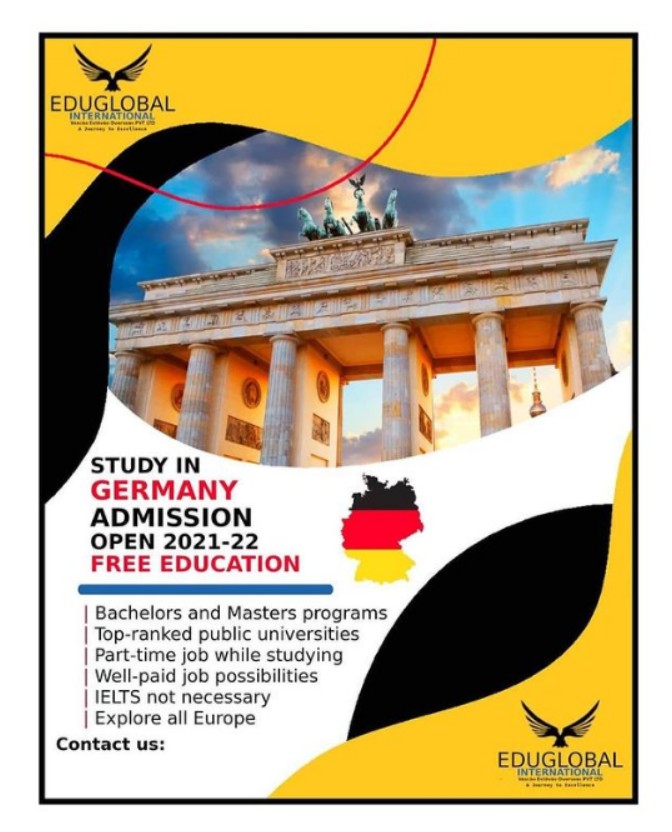 EDUGLOBAL
INTERNATIONAL
A Journey to Excellence
STUDY IN
GERMANY
ADMISSION
OPEN 2021-22
FREE EDUCATION
Bachelors and Masters programs
Top-ranked public universities
Part-time job while studying
Well-paid job possibilities
IELTS not necessary
Explore all Europe
Contact us:
EDUGLOBAL
INTERNATIONAL
A Journey to Excellence